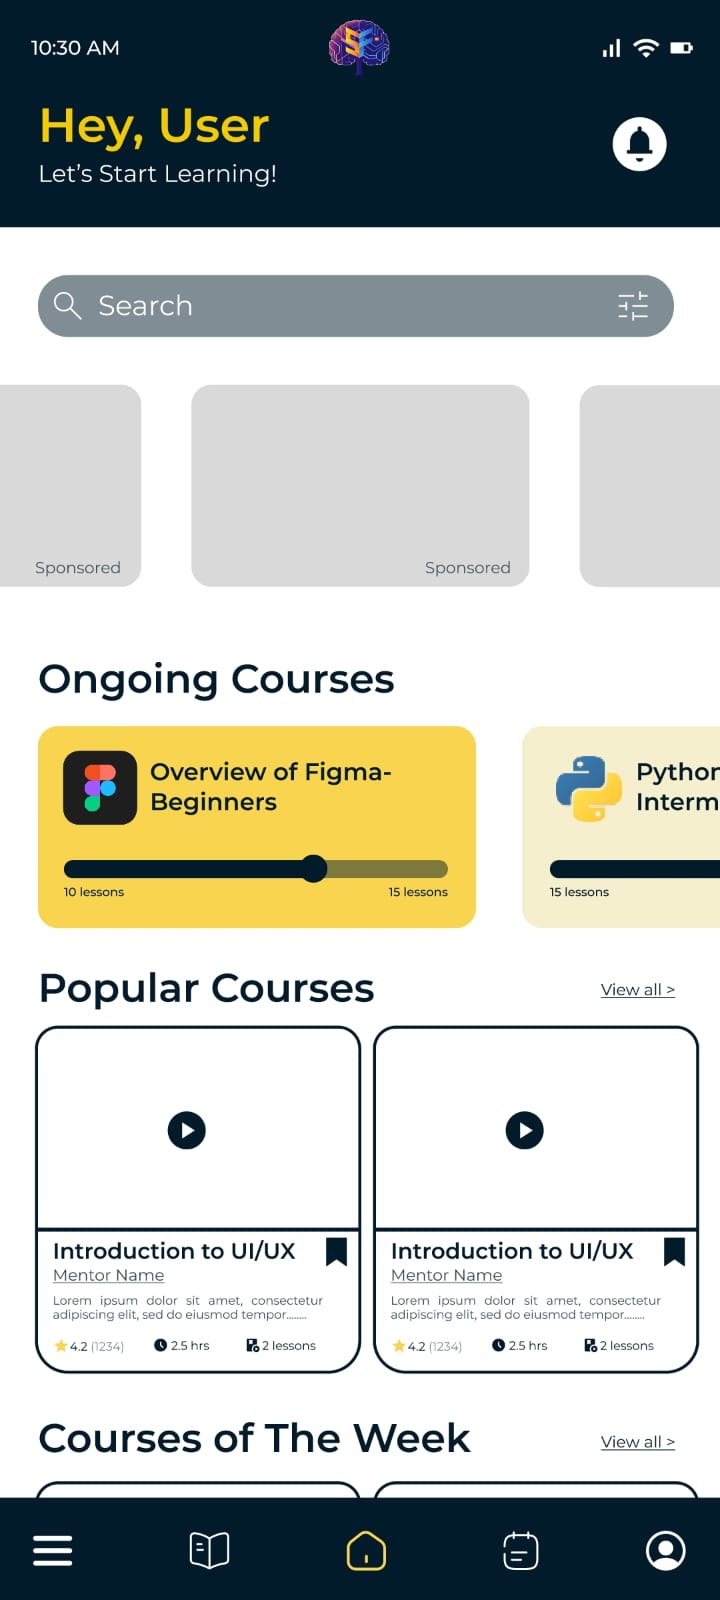 10:30 AM
SF
Hey, User
Let's Start Learning!
Search
Sponsored
Sponsored
Ongoing Courses
Overview of Figma-
Beginners
10 lessons
15 lessons
Python
Interm
15 lessons
Popular Courses
View all >
Introduction to UI/UX
Mentor Name
Lorem ipsum dolor sit amet, consectetur
adipiscing elit, sed do eiusmod tempor........
4.2 (1234)
2.5 hrs
2 lessons
Introduction to UI/UX
Mentor Name
Lorem ipsum dolor sit amet, consectetur
adipiscing elit, sed do eiusmod tempor........
4.2 (1234)
2.5 hrs
2 lessons
Courses of The Week
View all >